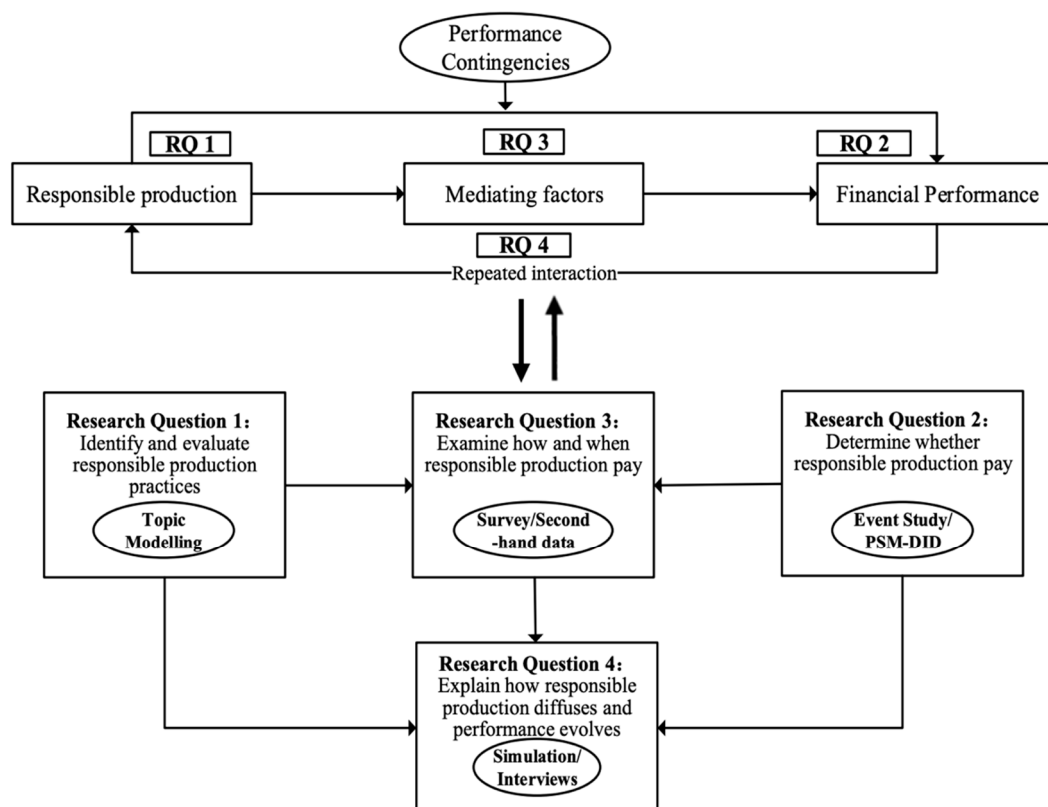 Performance
Contingencies
RQ 1
RQ 3
RQ 2
Responsible production
Mediating factors
Financial Performance
RQ 4
Repeated interaction
Research Question 1:
Identify and evaluate
responsible production
practices
Topic
Modelling
Research Question 3:
Examine how and when
responsible production pay
Survey/Second
-hand data
Research Question 2:
Determine whether
responsible production pay
Event Study/
PSM-DID
Research Question 4:
Explain how responsible
production diffuses and
performance evolves
Simulation/
Interviews